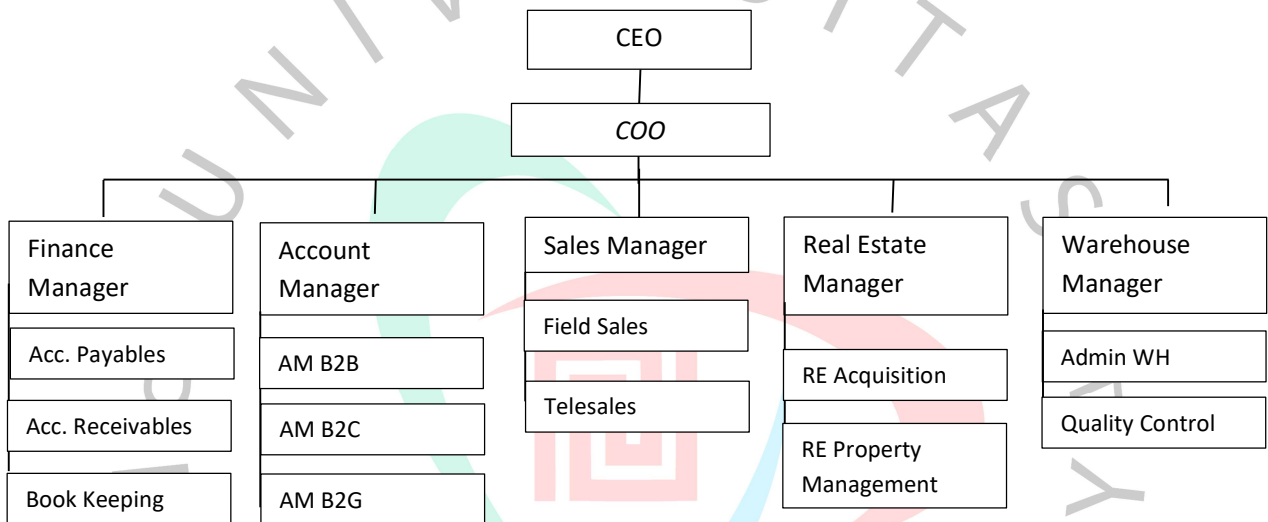 CEO
COO
Finance
Manager
Acc. Payables
Acc. Receivables
Book Keeping
Account
Manager
AM B2B
AM B2C
AM B2G
Sales Manager
Field Sales
Telesales
Real Estate
Manager
RE Acquisition
RE Property
Management
Warehouse
Manager
Admin WH
Quality Control